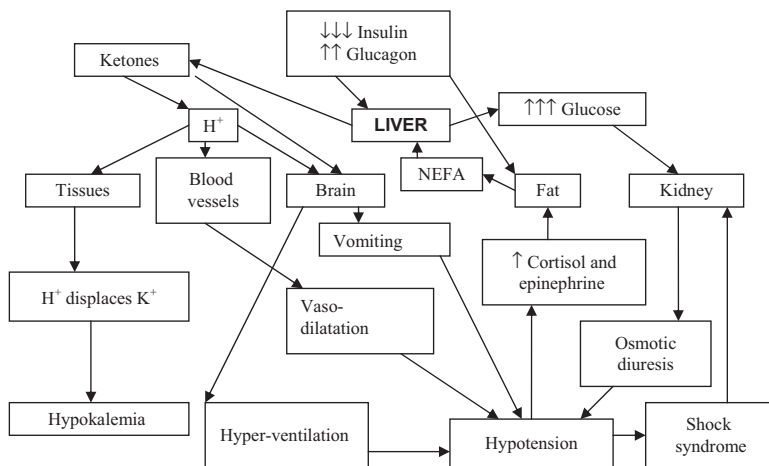 ↓↓↓ Insulin
↑↑ Glucagon
Ketones
↑↑↑ Glucose
H⁺
LIVER
Tissues
Blood
vessels
Brain
NEFA
Fat
Kidney
Vomiting
H⁺ displaces K⁺
Vaso-
dilatation
↑ Cortisol and
epinephrine
Osmotic
diuresis
Hypokalemia
Hyper-ventilation
Hypotension
Shock
syndrome